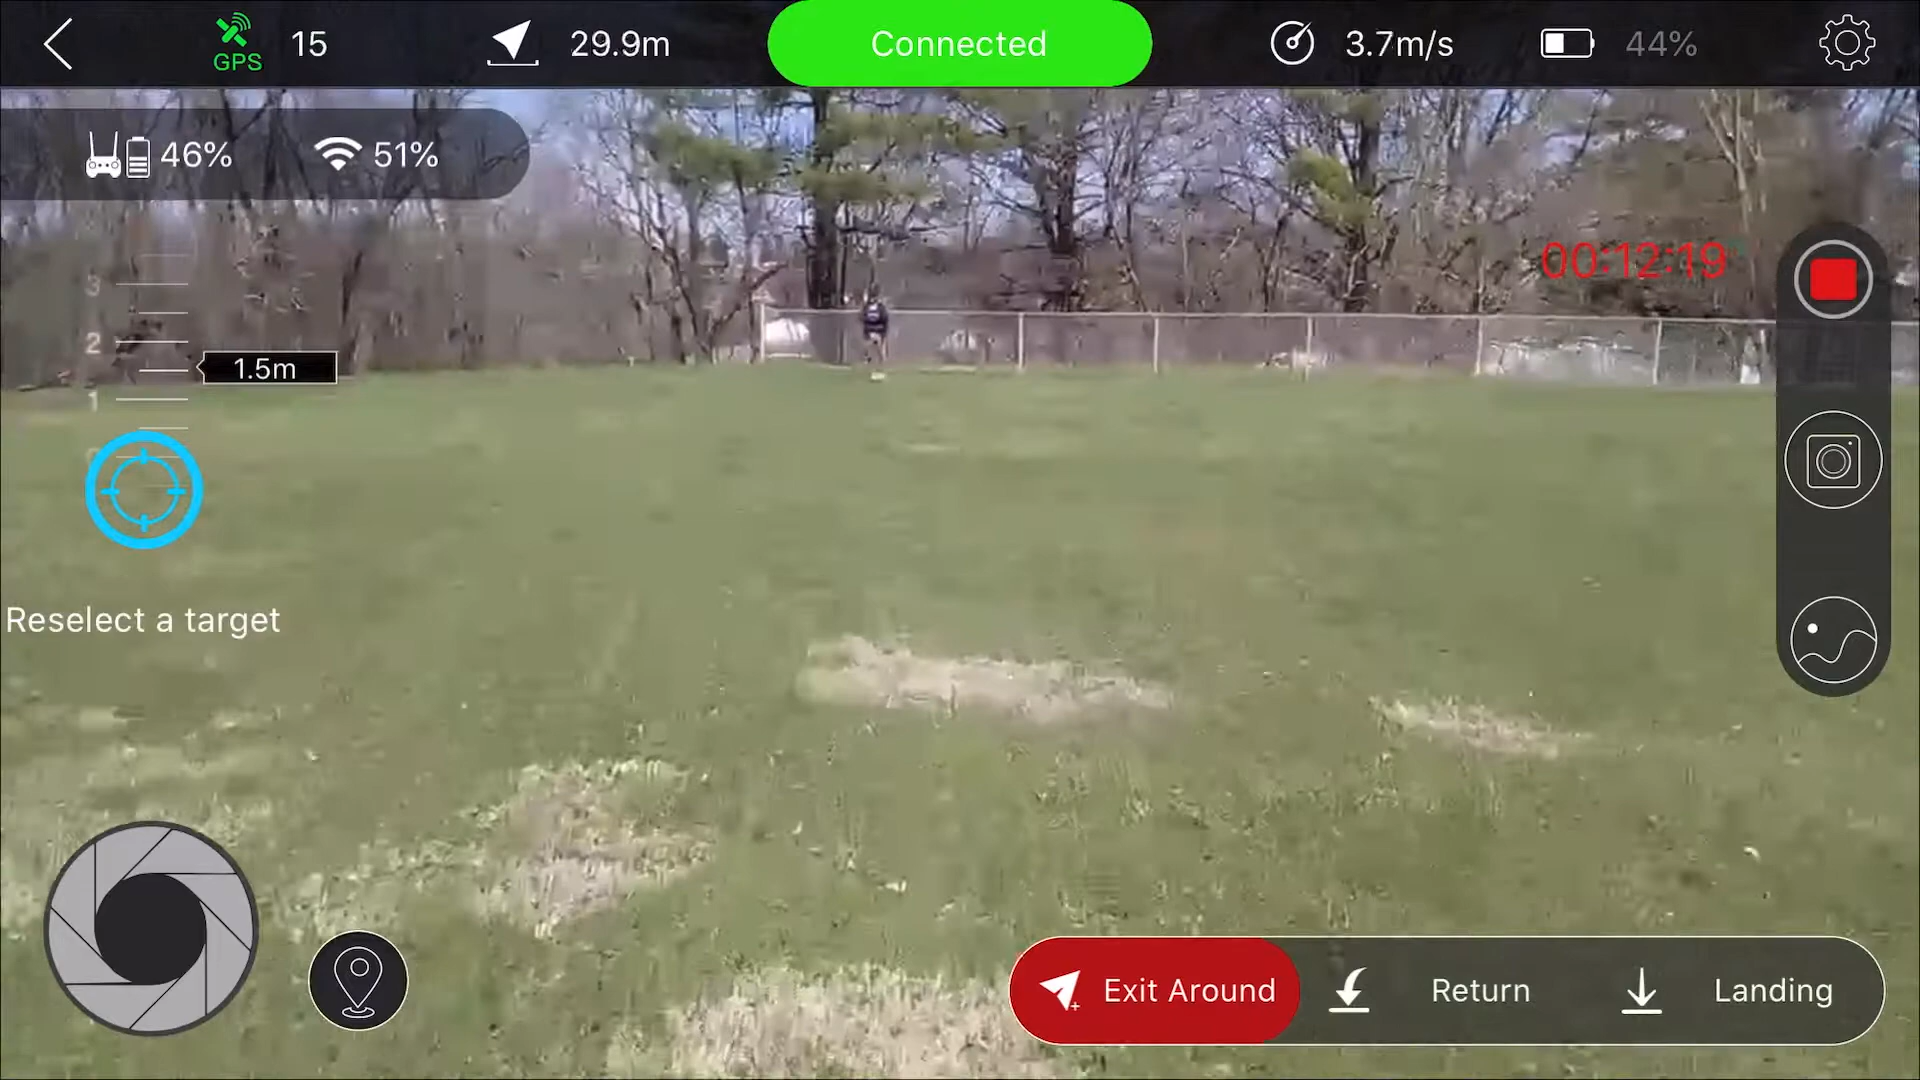 GPS 15 29.9m Connected 3.7m/s 44%
46% 51%
00:12:19
3
2
1.5m
1
0
Reselect a target
Exit Around Return Landing